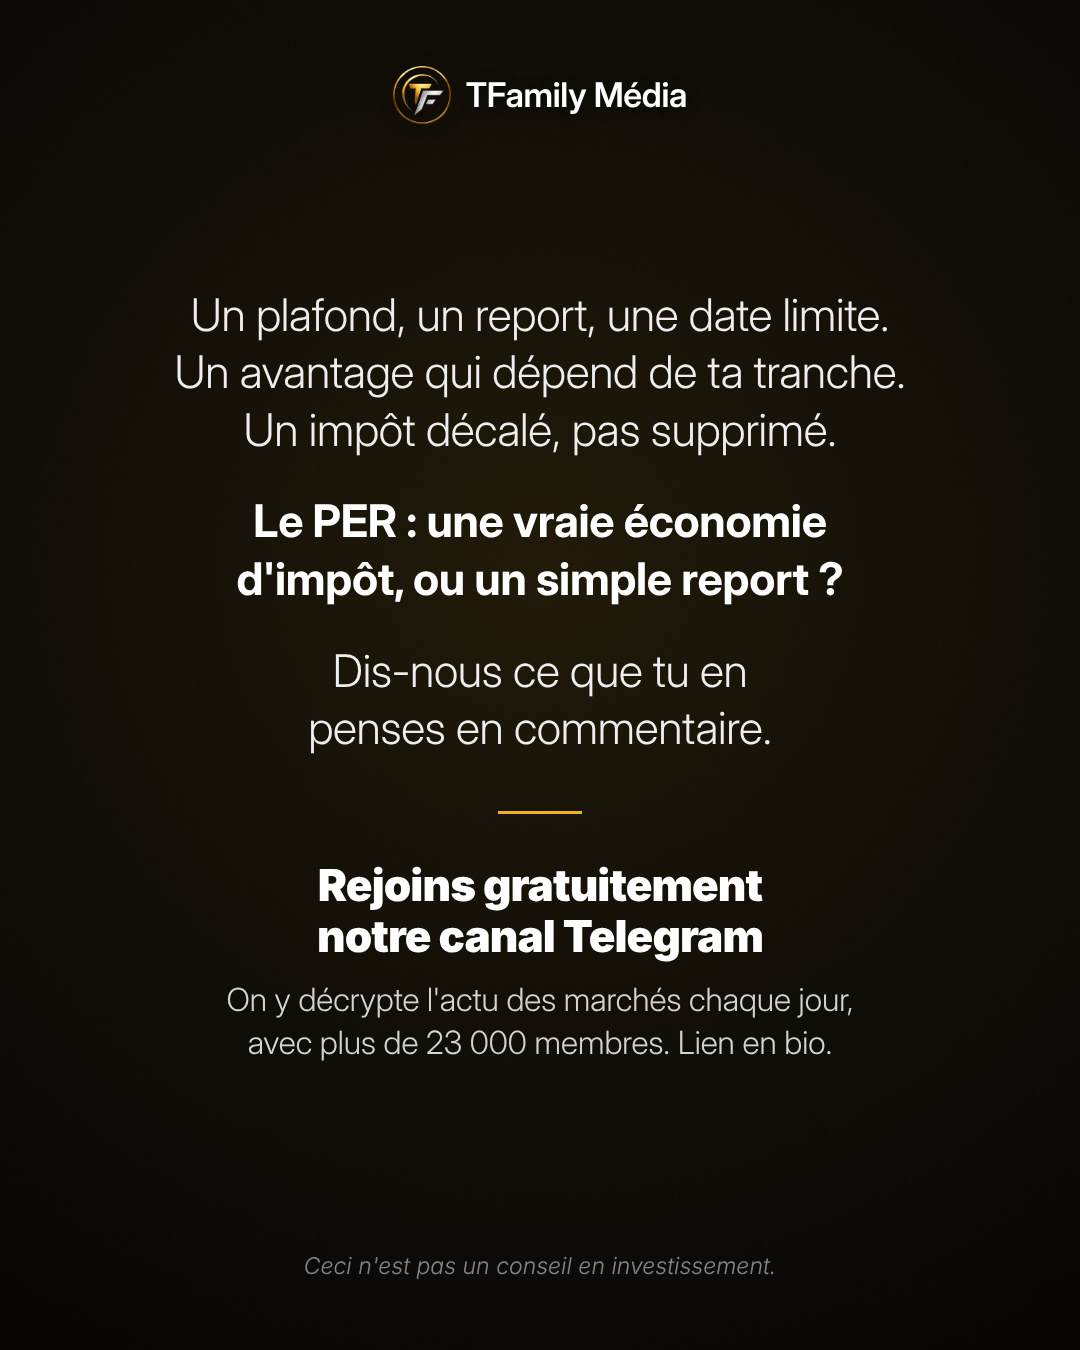 TF TFamily Média
Un plafond, un report, une date limite.
Un avantage qui dépend de ta tranche.
Un impôt décalé, pas supprimé.
Le PER : une vraie économie
d'impôt, ou un simple report ?
Dis-nous ce que tu en
penses en commentaire.
Rejoins gratuitement
notre canal Telegram
On y décrypte l'actu des marchés chaque jour,
avec plus de 23 000 membres. Lien en bio.
Ceci n'est pas un conseil en investissement.